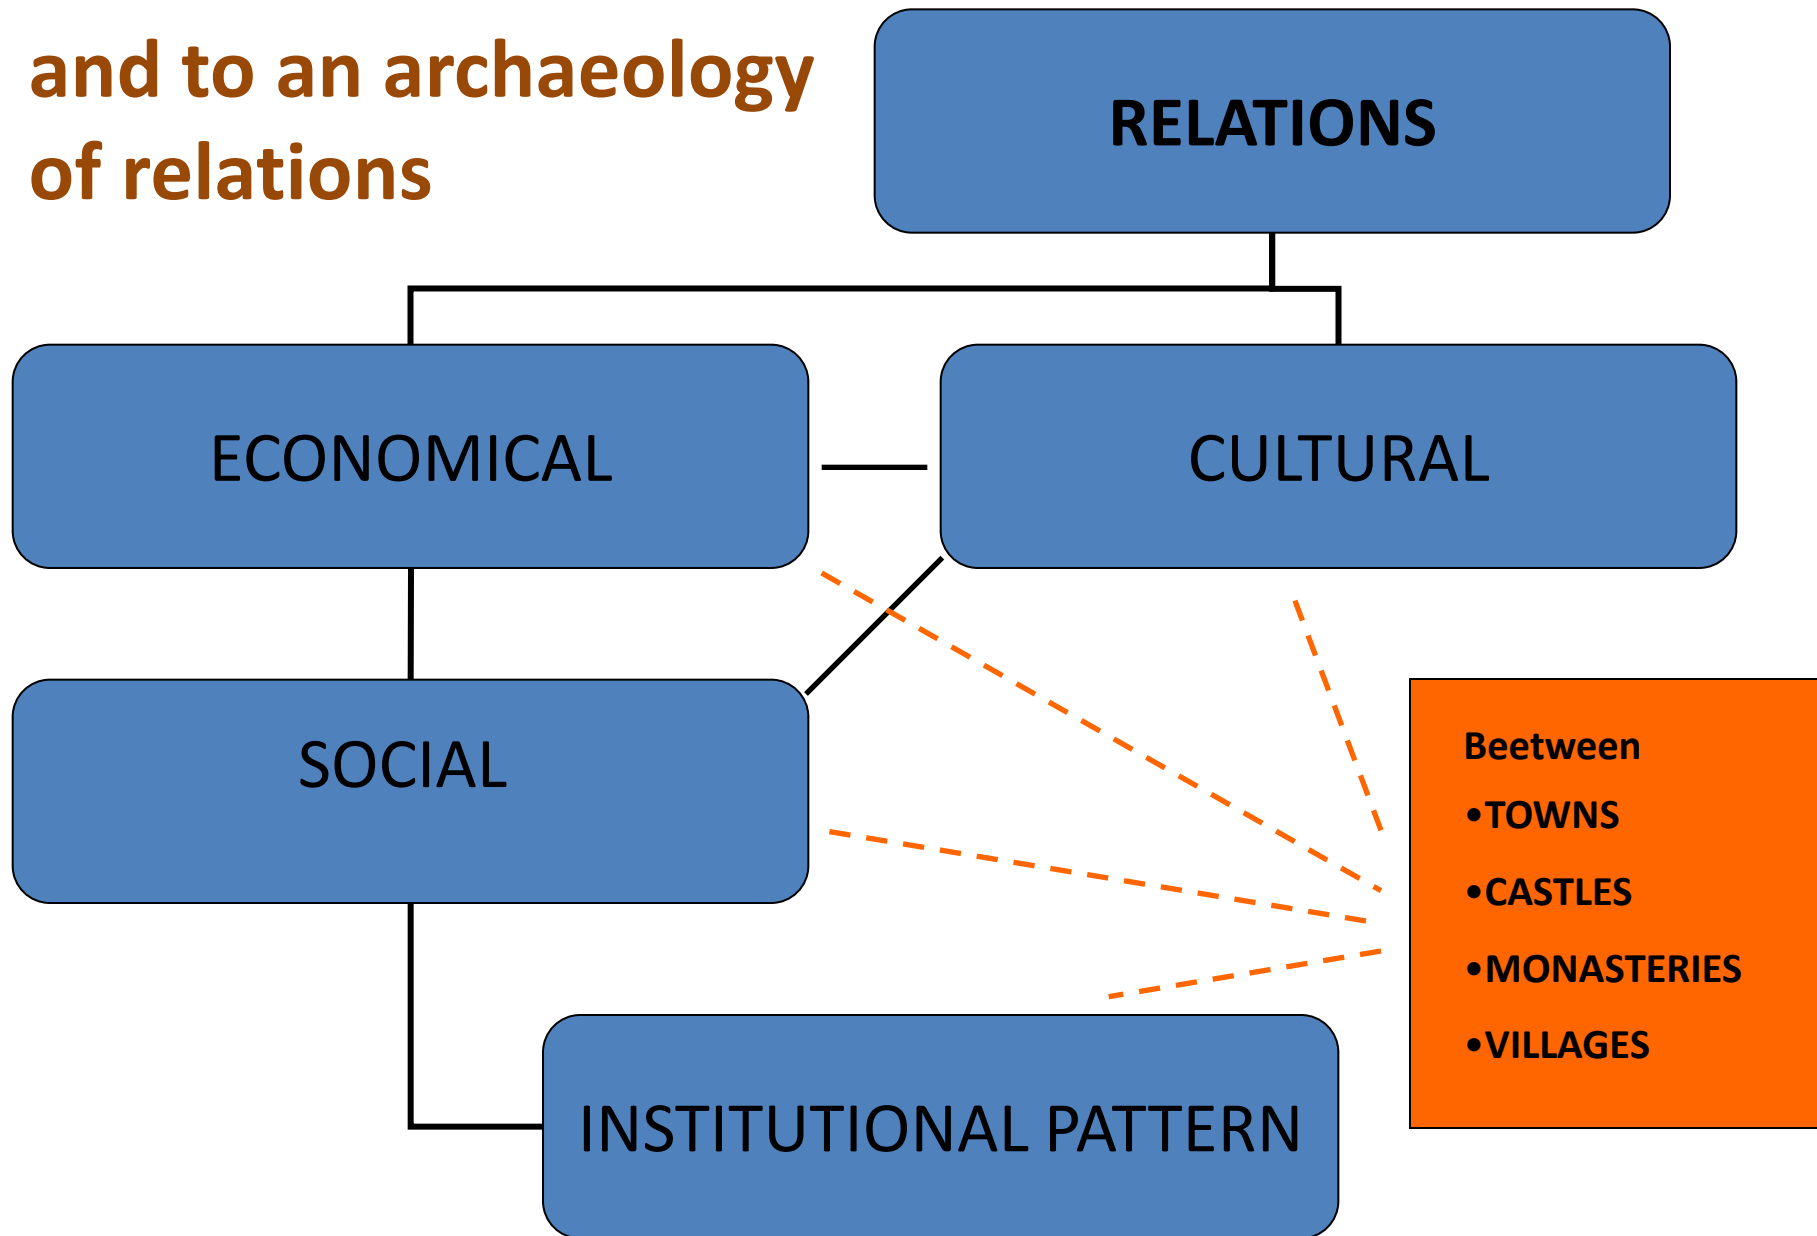 and to an archaeology
of relations
RELATIONS
ECONOMICAL
CULTURAL
SOCIAL
INSTITUTIONAL PATTERN
Beetween
•TOWNS
•CASTLES
•MONASTERIES
•VILLAGES